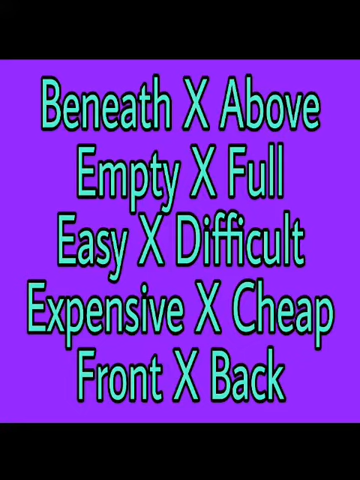 Beneath X Above
Empty X Full
Easy X Difficult
Expensive X Cheap
Front X Back